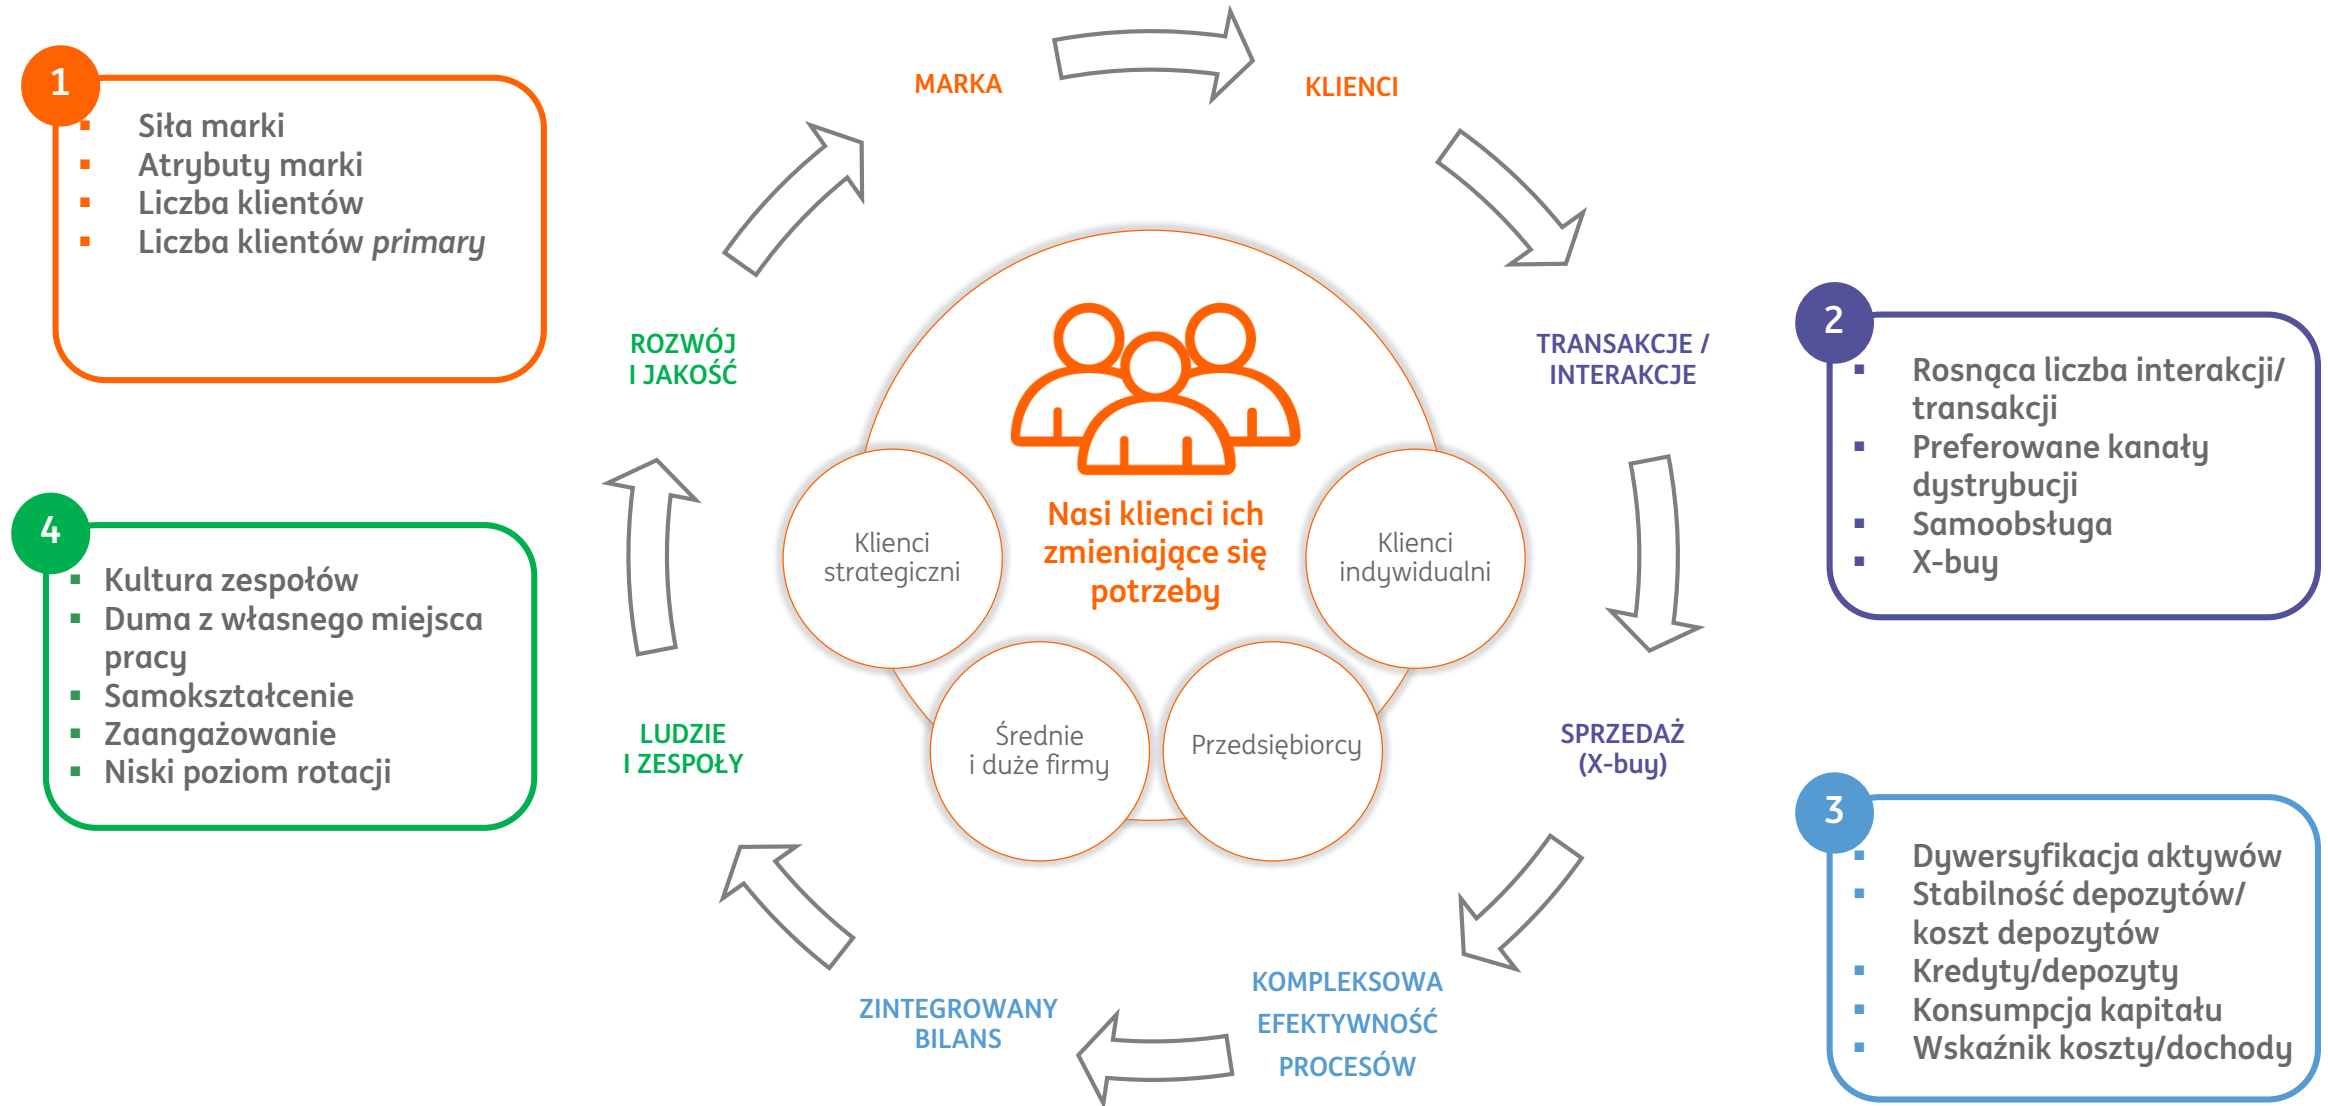 1
Siła marki
Atrybuty marki
Liczba klientów
Liczba klientów primary
MARKA
KLIENCI
TRANSAKCJE /
INTERAKCJE
2
Rosnąca liczba interakcji/
transakcji
Preferowane kanały
dystrybucji
Samoobsługa
X-buy
SPRZEDAŻ
(X-buy)
3
Dywersyfikacja aktywów
Stabilność depozytów/
koszt depozytów
Kredyty/depozyty
Konsumpcja kapitału
Wskaźnik koszty/dochody
KOMPLEKSOWA
EFEKTYWNOŚĆ
PROCESÓW
ZINTEGROWANY
BILANS
LUDZIE
I ZESPOŁY
4
Kultura zespołów
Duma z własnego miejsca
pracy
Samokształcenie
Zaangażowanie
Niski poziom rotacji
ROZWÓJ
I JAKOŚĆ
Nasi klienci ich
zmieniające się
potrzeby
Klienci
strategiczni
Średnie
i duże firmy
Przedsiębiorcy
Klienci
indywidualni